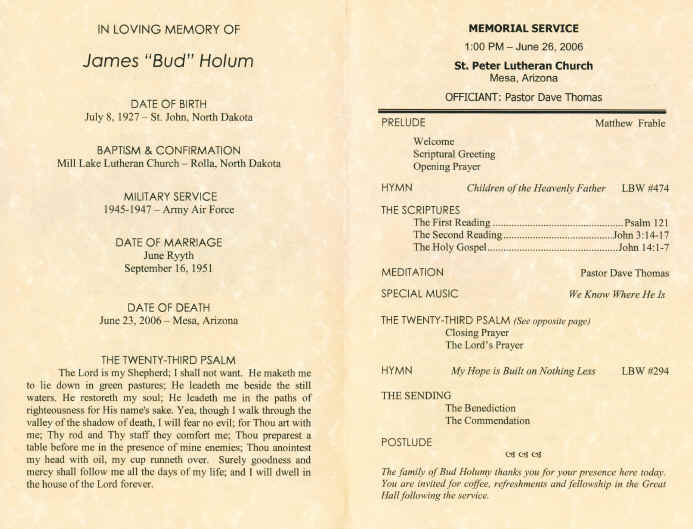 IN LOVING MEMORY OF
James "Bud" Holum
DATE OF BIRTH
July 8, 1927 – St. John, North Dakota
BAPTISM & CONFIRMATION
Mill Lake Lutheran Church – Rolla, North Dakota
MILITARY SERVICE
1945-1947 – Army Air Force
DATE OF MARRIAGE
June Ryyth
September 16, 1951
DATE OF DEATH
June 23, 2006 – Mesa, Arizona
THE TWENTY-THIRD PSALM
The Lord is my Shepherd; I shall not want. He maketh me
to lie down in green pastures; He leadeth me beside the still
waters. He restoreth my soul; He leadeth me in the paths of
righteousness for His name's sake. Yea, though I walk through the
valley of the shadow of death, I will fear no evil; for Thou art with
me; Thy rod and Thy staff they comfort me; Thou preparest a
table before me in the presence of mine enemies; Thou anointest
my head with oil, my cup runneth over. Surely goodness and
mercy shall follow me all the days of my life; and I will dwell in
the house of the Lord forever.
MEMORIAL SERVICE
1:00 PM – June 26, 2006
St. Peter Lutheran Church
Mesa, Arizona
OFFICIANT: Pastor Dave Thomas
PRELUDE Matthew Frable
Welcome
Scriptural Greeting
Opening Prayer
HYMN Children of the Heavenly Father LBW #474
THE SCRIPTURES
The First Reading ..................................................Psalm 121
The Second Reading..........................................John 3:14-17
The Holy Gospel..................................................John 14:1-7
MEDITATION Pastor Dave Thomas
SPECIAL MUSIC We Know Where He Is
THE TWENTY-THIRD PSALM (See opposite page)
Closing Prayer
The Lord's Prayer
HYMN My Hope is Built on Nothing Less LBW #294
THE SENDING
The Benediction
The Commendation
POSTLUDE
The family of Bud Holumy thanks you for your presence here today.
You are invited for coffee, refreshments and fellowship in the Great
Hall following the service.